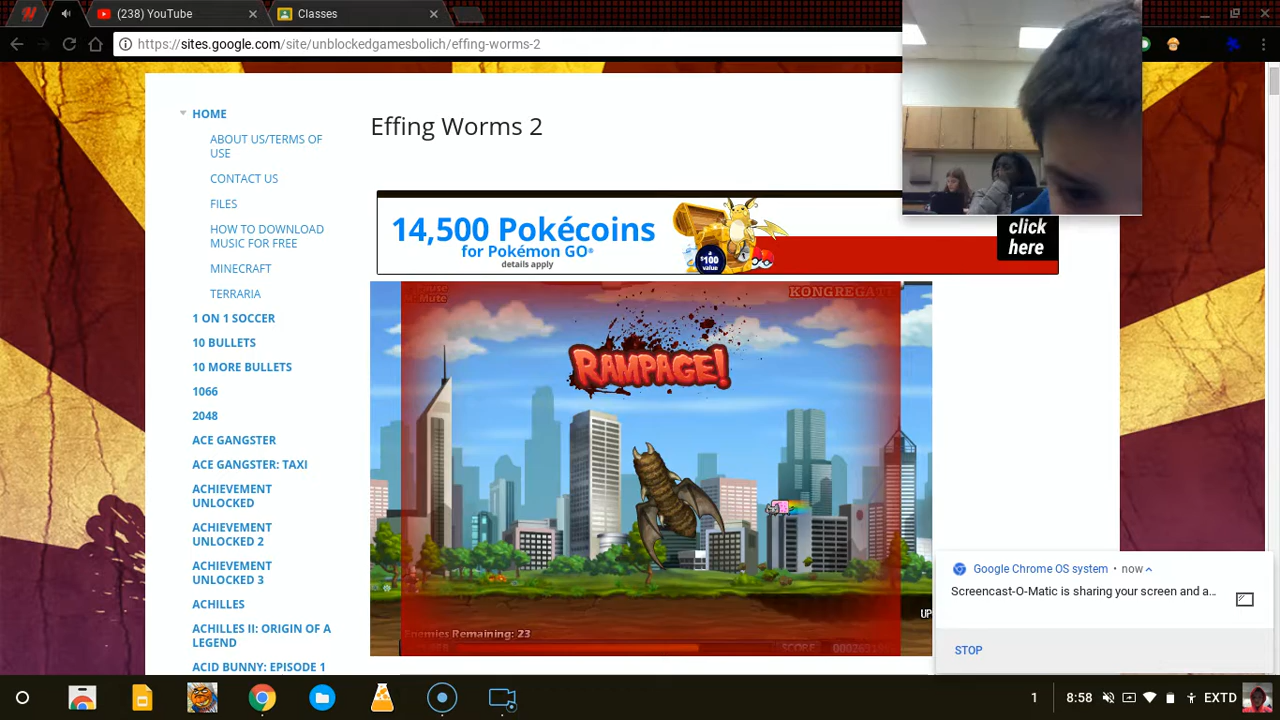 (238) YouTube
Classes
https://sites.google.com/site/unblockedgamesbolich/effing-worms-2
HOME
ABOUT US/TERMS OF
USE
CONTACT US
FILES
HOW TO DOWNLOAD
MUSIC FOR FREE
MINECRAFT
TERRARIA
1 ON 1 SOCCER
10 BULLETS
10 MORE BULLETS
1066
2048
ACE GANGSTER
ACE GANGSTER: TAXI
ACHIEVEMENT
UNLOCKED
ACHIEVEMENT
UNLOCKED 2
ACHIEVEMENT
UNLOCKED 3
ACHILLES
ACHILLES II: ORIGIN OF A
LEGEND
ACID BUNNY: EPISODE 1
Effing Worms 2
14,500 Pokécoins
for Pokémon GO®
details apply
a
$100
value
click
here
Mute
KONGREGATE
RAMPAGE!
UP
Enemies Remaining: 23
SCORE
Google Chrome OS system • now
Screencast-O-Matic is sharing your screen and a...
STOP
1
8:58
EXTD